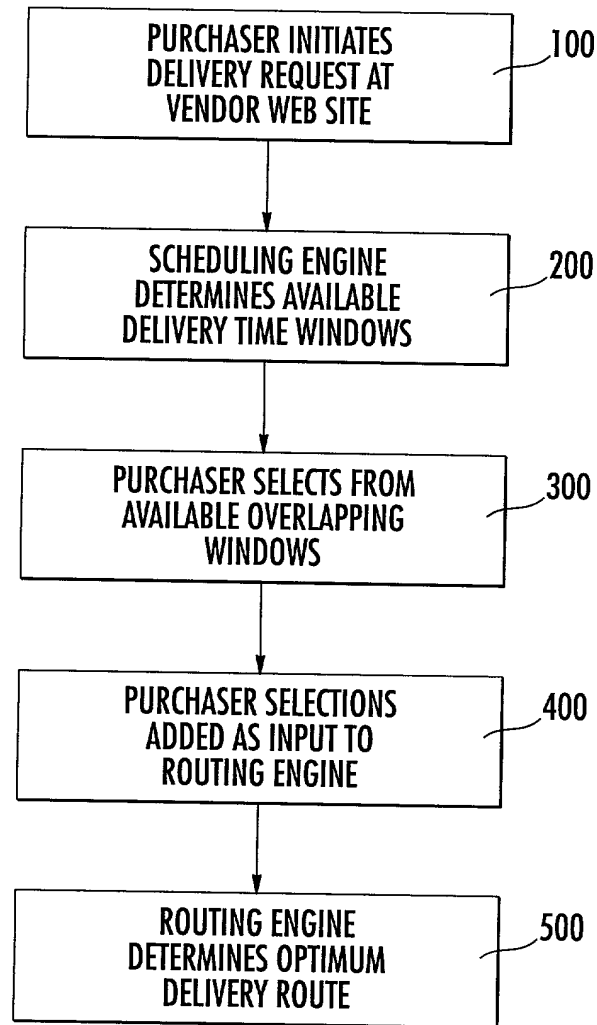 PURCHASER INITIATES
DELIVERY REQUEST AT
VENDOR WEB SITE
100
SCHEDULING ENGINE
DETERMINES AVAILABLE
DELIVERY TIME WINDOWS
200
PURCHASER SELECTS FROM
AVAILABLE OVERLAPPING
WINDOWS
300
PURCHASER SELECTIONS
ADDED AS INPUT TO
ROUTING ENGINE
400
ROUTING ENGINE
DETERMINES OPTIMUM
DELIVERY ROUTE
500